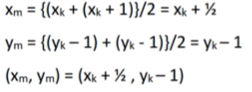 xₘ = {(xₖ + (xₖ + 1)}/2 = xₖ + ½
yₘ = {(yₖ – 1) + (yₖ - 1)}/2 = yₖ – 1
(xₘ, yₘ) = (xₖ + ½ , yₖ – 1)